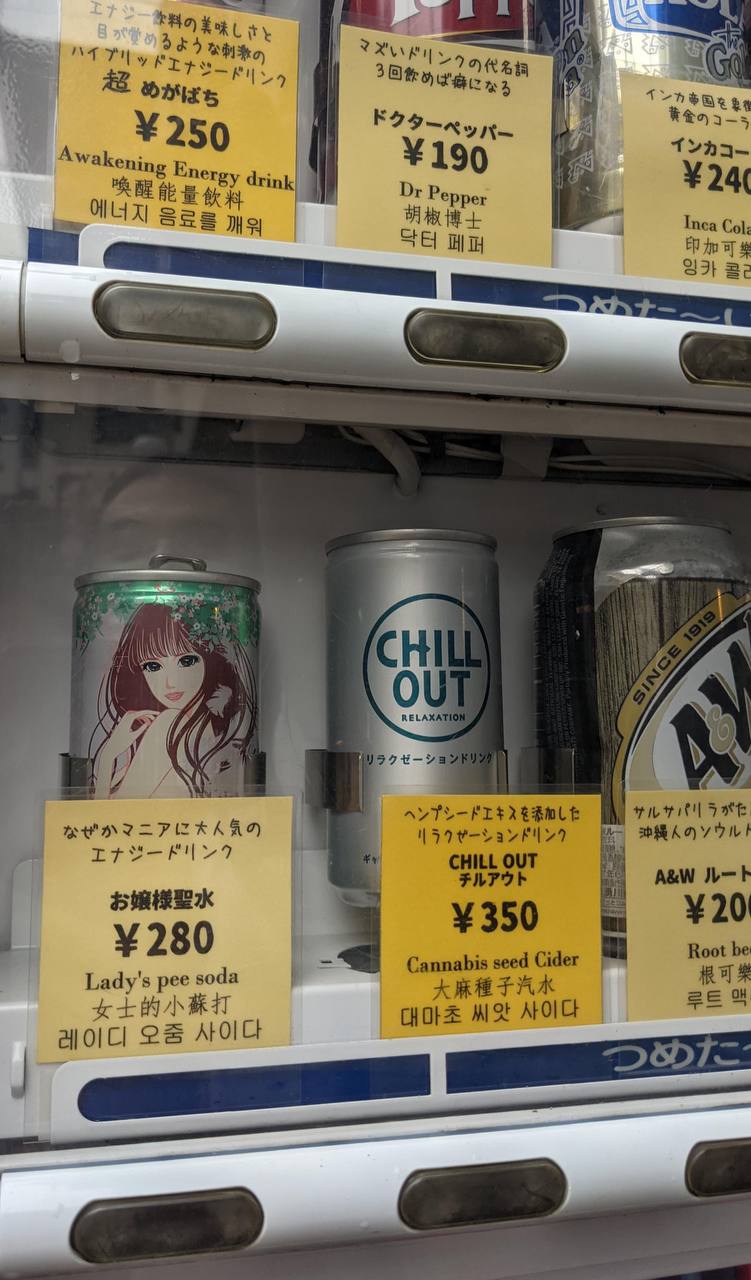 エナジー飲料の美味しさと
目が覚めるような刺激の
ハイブリッドエナジードリンク
超 めがばち
¥250
Awakening Energy drink
喚醒能量飲料
에너지 음료를 깨워
マズいドリンクの代名詞
3回飲めば癖になる
ドクターペッパー
¥190
Dr Pepper
胡椒博士
닥터 페퍼
インカ帝国を象
黄金のコーラ
インカコー
¥240
Inca Cola
印加可樂
잉카 콜라
つめた〜い
CHILL
OUT
RELAXATION
リラクゼーションドリンク
SINCE 1919
A&W
なぜかマニアに大人気の
エナジードリンク
お嬢様聖水
¥280
Lady's pee soda
女士的小蘇打
레이디 오줌 사이다
ヘンプシードエキスを添加した
リラクゼーションドリンク
CHILL OUT
チルアウト
¥350
Cannabis seed Cider
大麻種子汽水
대마초 씨앗 사이다
サルサパリラがた
沖縄人のソウル
A&W ルート
¥200
Root bee
根可樂
루트 맥
つめた〜